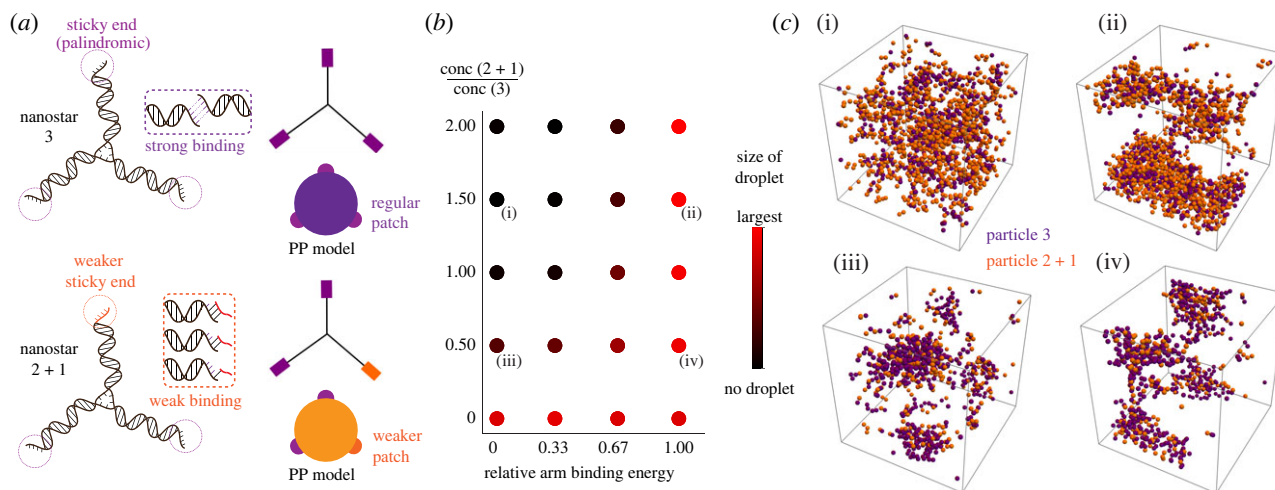 (a)
sticky end
(palindromic)
nanostar
3
strong binding
regular
patch
PP model
weaker
sticky end
nanostar
2 + 1
weak binding
weaker
patch
PP model
(b)
conc (2 + 1)
conc (3)
2.00
1.50
1.00
0.50
0
(i)
(ii)
(iii)
(iv)
0 0.33 0.67 1.00
relative arm binding energy
size of
droplet
largest
no droplet
(c)
(i)
(ii)
particle 3
particle 2 + 1
(iii)
(iv)